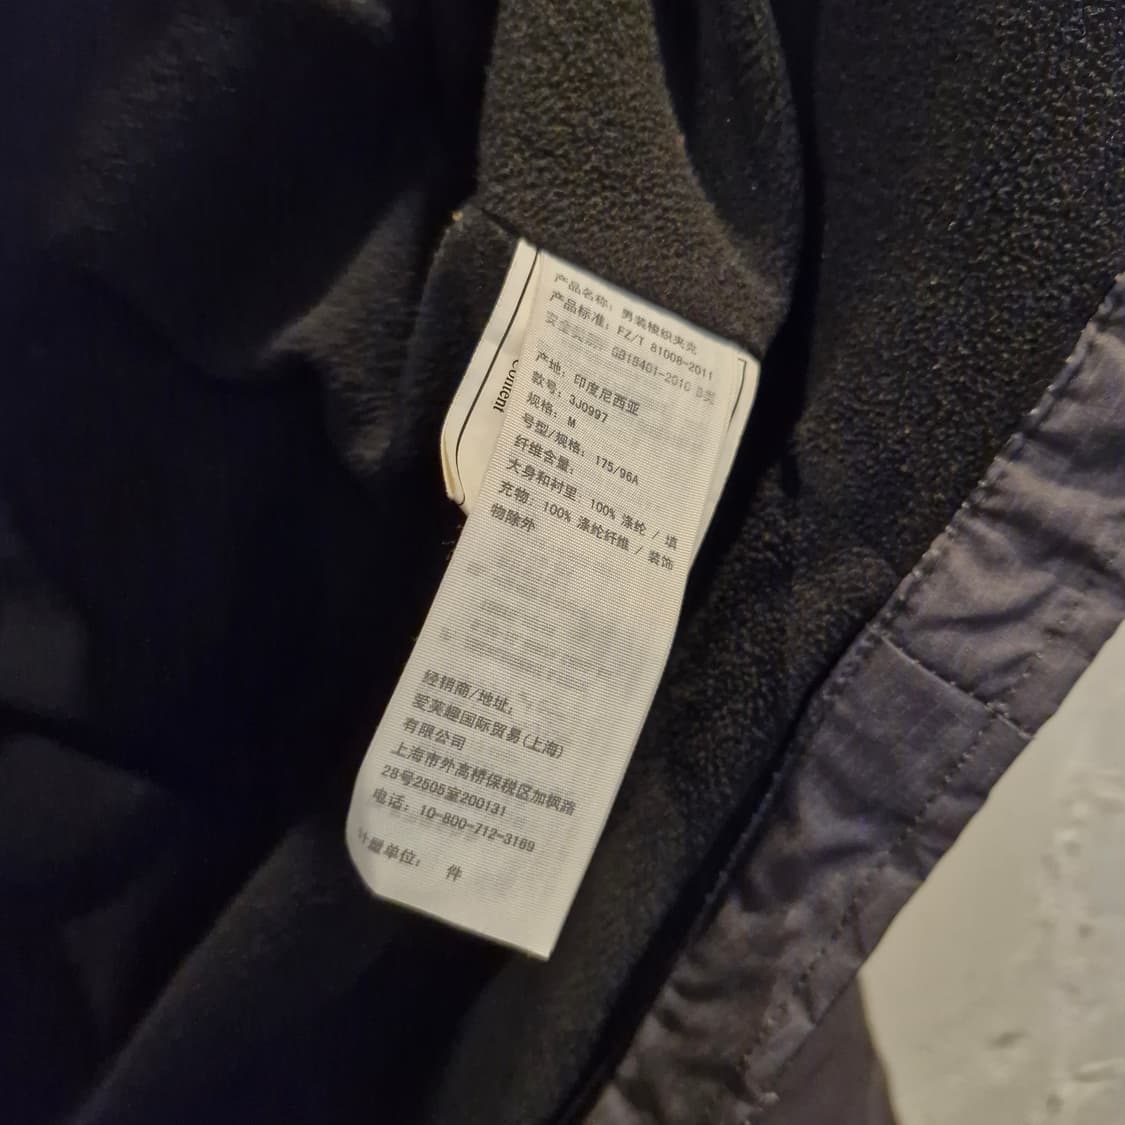 产品名称：男装梭织夹克
产品标准：FZ/T 81008-2011
安全类别：GB18401-2010 B类
产地：印度尼西亚
款号：3J0997
规格：M
号型/规格：175/96A
纤维含量：
大身和衬里 100% 涤纶 / 填
充物：100% 涤纶纤维 / 装饰
物除外
经销商/地址：
爱芙趣国际贸易(上海)
有限公司
上海市外高桥保税区加枫路
28号2505室200131
电话：10-800-712-3169
计量单位： 件
Content